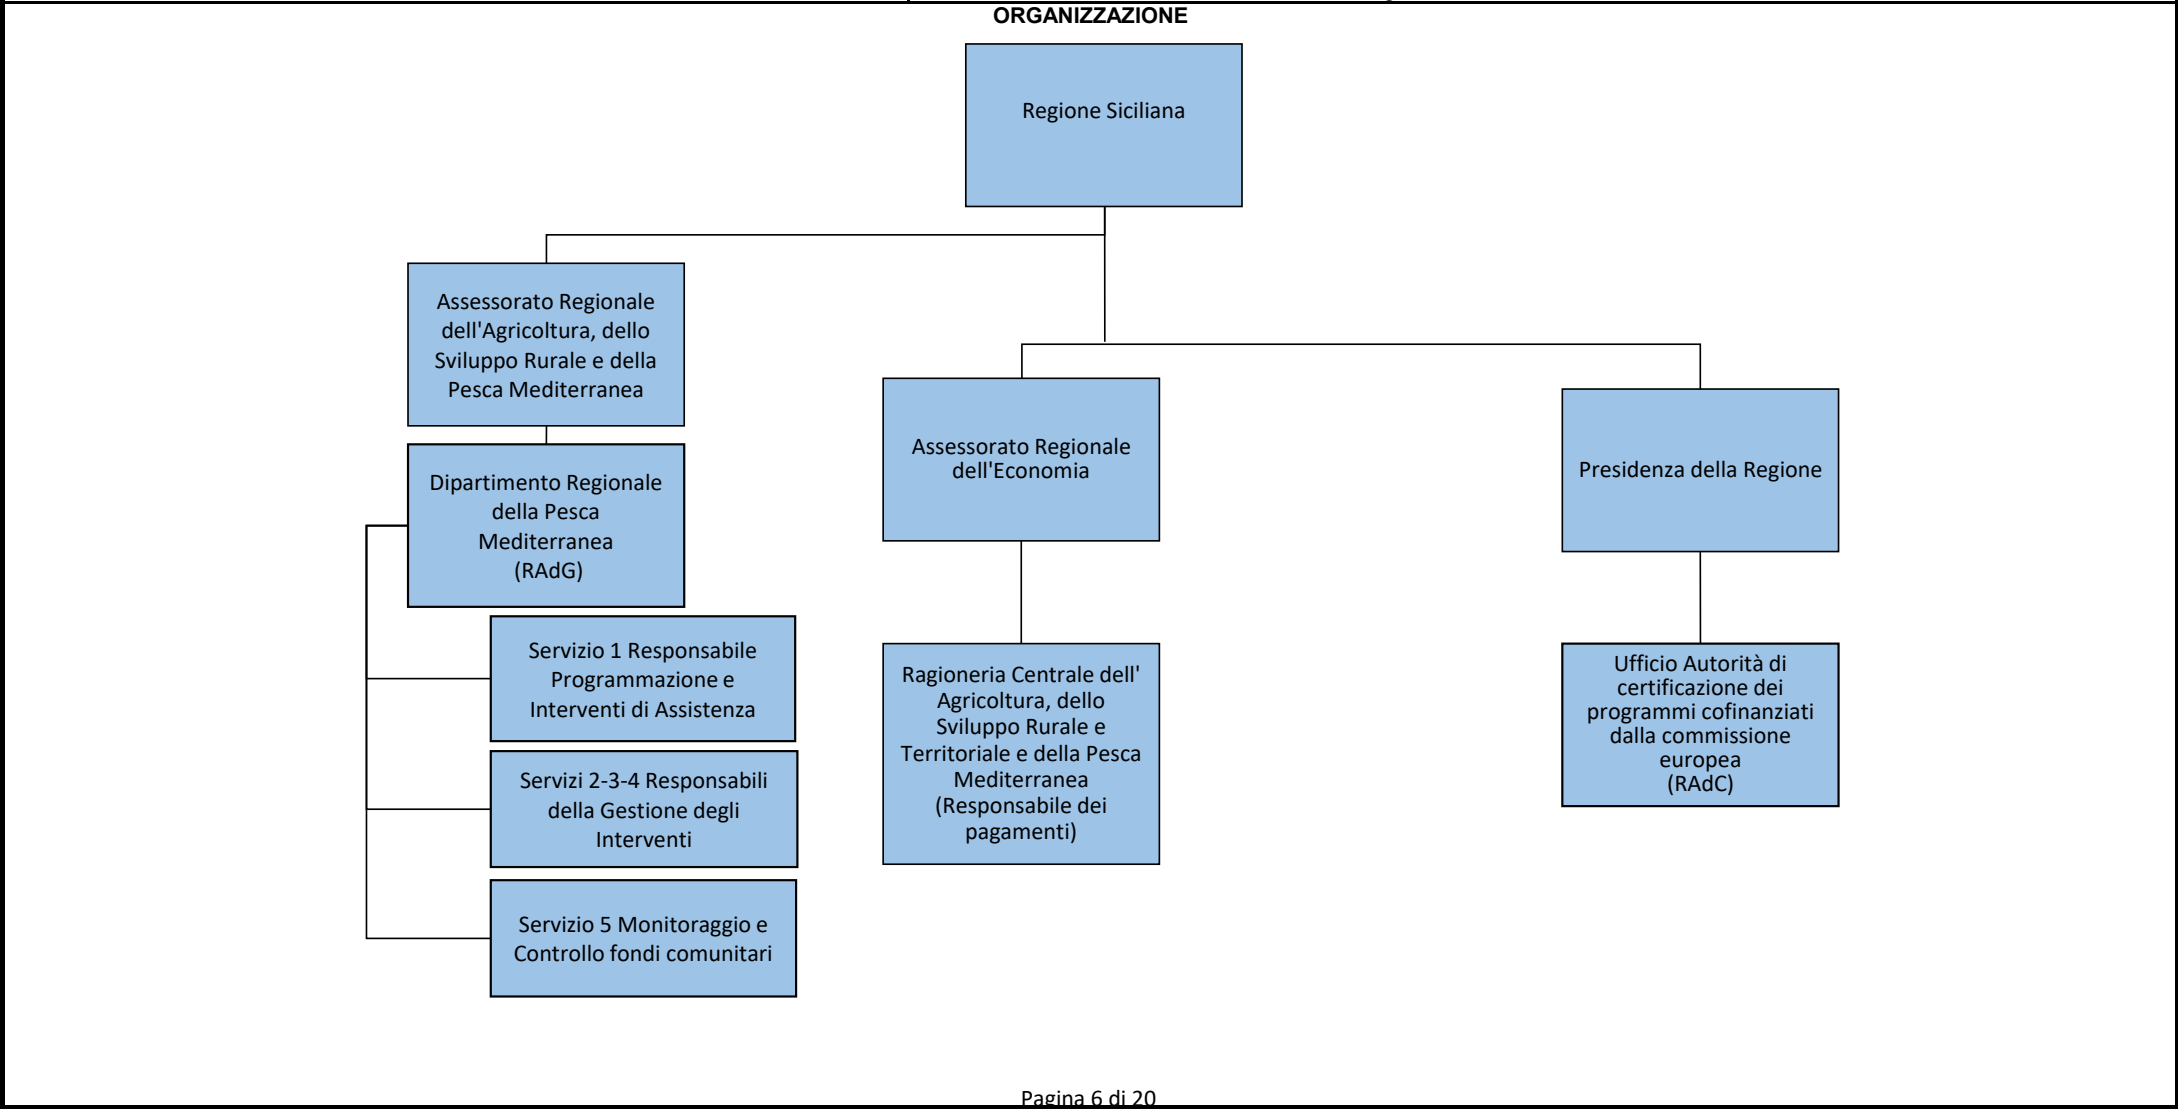 ORGANIZZAZIONE
Regione Siciliana
Assessorato Regionale
dell'Agricoltura, dello
Sviluppo Rurale e della
Pesca Mediterranea
Dipartimento Regionale
della Pesca
Mediterranea
(RAdG)
Servizio 1 Responsabile
Programmazione e
Interventi di Assistenza
Servizi 2-3-4 Responsabili
della Gestione degli
Interventi
Servizio 5 Monitoraggio e
Controllo fondi comunitari
Assessorato Regionale
dell'Economia
Ragioneria Centrale dell'
Agricoltura, dello
Sviluppo Rurale e
Territoriale e della Pesca
Mediterranea
(Responsabile dei
pagamenti)
Presidenza della Regione
Ufficio Autorità di
certificazione dei
programmi cofinanziati
dalla commissione
europea
(RAdC)
Pagina 6 di 20